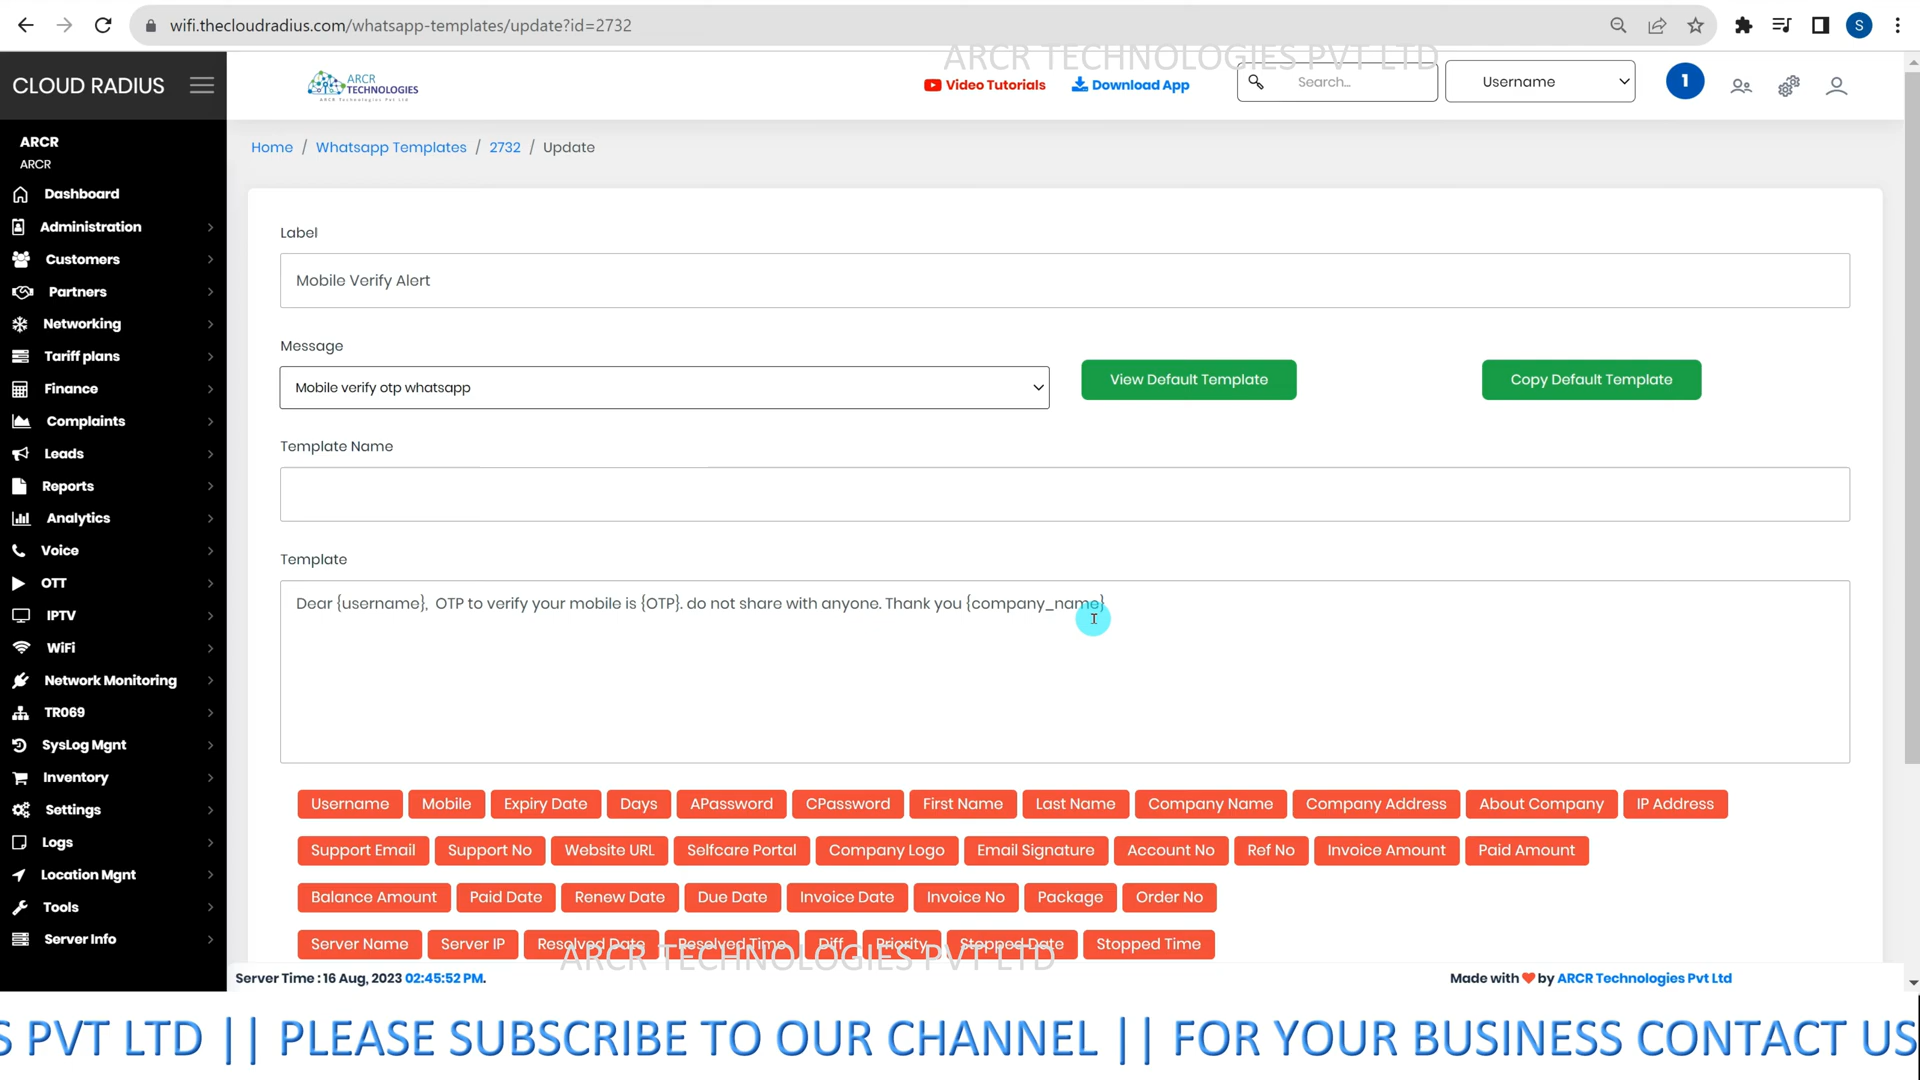 wifi.thecloudradius.com/whatsapp-templates/update?id=2732
S
ARCR TECHNOLOGIES PVT LTD
CLOUD RADIUS
ARCR
TECHNOLOGIES
ARCR Technologies Pvt Ltd
Video Tutorials
Download App
Search...
Username
1
ARCR
ARCR
Dashboard
Administration
Customers
Partners
Networking
Tariff plans
Finance
Complaints
Leads
Reports
Analytics
Voice
OTT
IPTV
WiFi
Network Monitoring
TR069
SysLog Mgnt
Inventory
Settings
Logs
Location Mgnt
Tools
Server Info
Home / Whatsapp Templates / 2732 / Update
Label
Mobile Verify Alert
Message
Mobile verify otp whatsapp
View Default Template
Copy Default Template
Template Name
Template
Dear {username},  OTP to verify your mobile is {OTP}. do not share with anyone. Thank you {company_name}
Username Mobile Expiry Date Days APassword CPassword First Name Last Name Company Name Company Address About Company IP Address
Support Email Support No Website URL Selfcare Portal Company Logo Email Signature Account No Ref No Invoice Amount Paid Amount
Balance Amount Paid Date Renew Date Due Date Invoice Date Invoice No Package Order No
Server Name Server IP Resolved Date Resolved Time Diff Priority Stopped Date Stopped Time
ARCR TECHNOLOGIES PVT LTD
Server Time : 16 Aug, 2023 02:45:52 PM.
Made with ❤ by ARCR Technologies Pvt Ltd
S PVT LTD || PLEASE SUBSCRIBE TO OUR CHANNEL || FOR YOUR BUSINESS CONTACT US